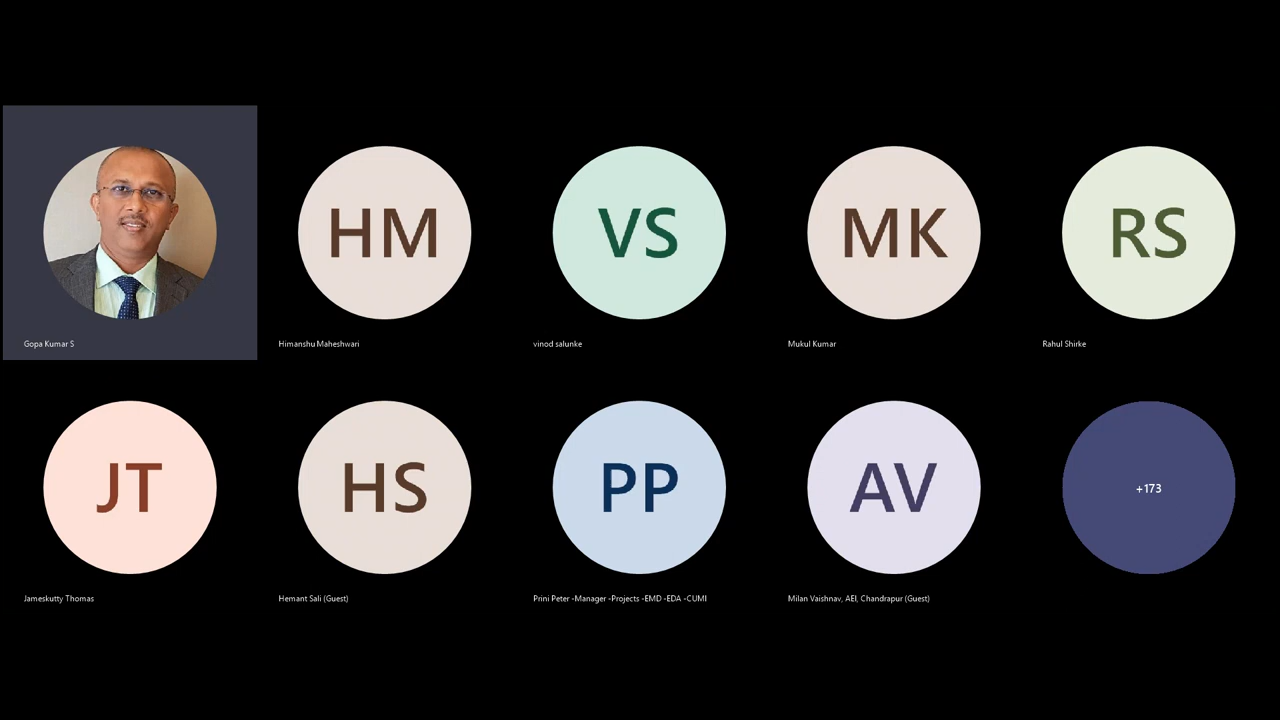 HM
VS
MK
RS
Gopa Kumar S
Himanshu Maheshwari
vinod salunke
Mukul Kumar
Rahul Shirke
JT
HS
PP
AV
+173
Jameskutty Thomas
Hemant Sali (Guest)
Prini Peter -Manager -Projects -EMD -EDA -CUMI
Milan Vaishnav, AEI, Chandrapur (Guest)